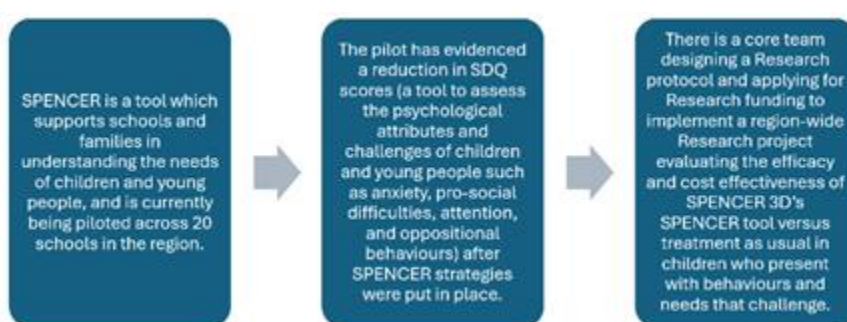 SPENCER is a tool which
supports schools and
families in
understanding the needs
of children and young
people, and is currently
being piloted across 20
schools in the region.
The pilot has evidenced
a reduction in SDQ
scores (a tool to assess
the psychological
attributes and
challenges of children
and young people such
as anxiety, pro-social
difficulties, attention,
and oppositional
behaviours) after
SPENCER strategies
were put in place.
There is a core team
designing a Research
protocol and applying for
Research funding to
implement a region-wide
Research project
evaluating the efficacy
and cost effectiveness of
SPENCER 3D's
SPENCER tool versus
treatment as usual in
children who present
with behaviours and
needs that challenge.